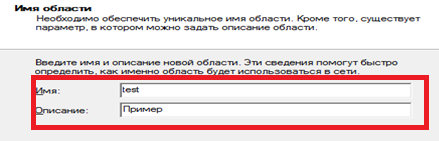 Имя области
Необходимо обеспечить уникальное имя области. Кроме того, существует
параметр, в котором можно задать описание области.
Введите имя и описание новой области. Эти сведения помогут быстро
определить, как именно область будет использоваться в сети.
Имя: test
Описание: Пример